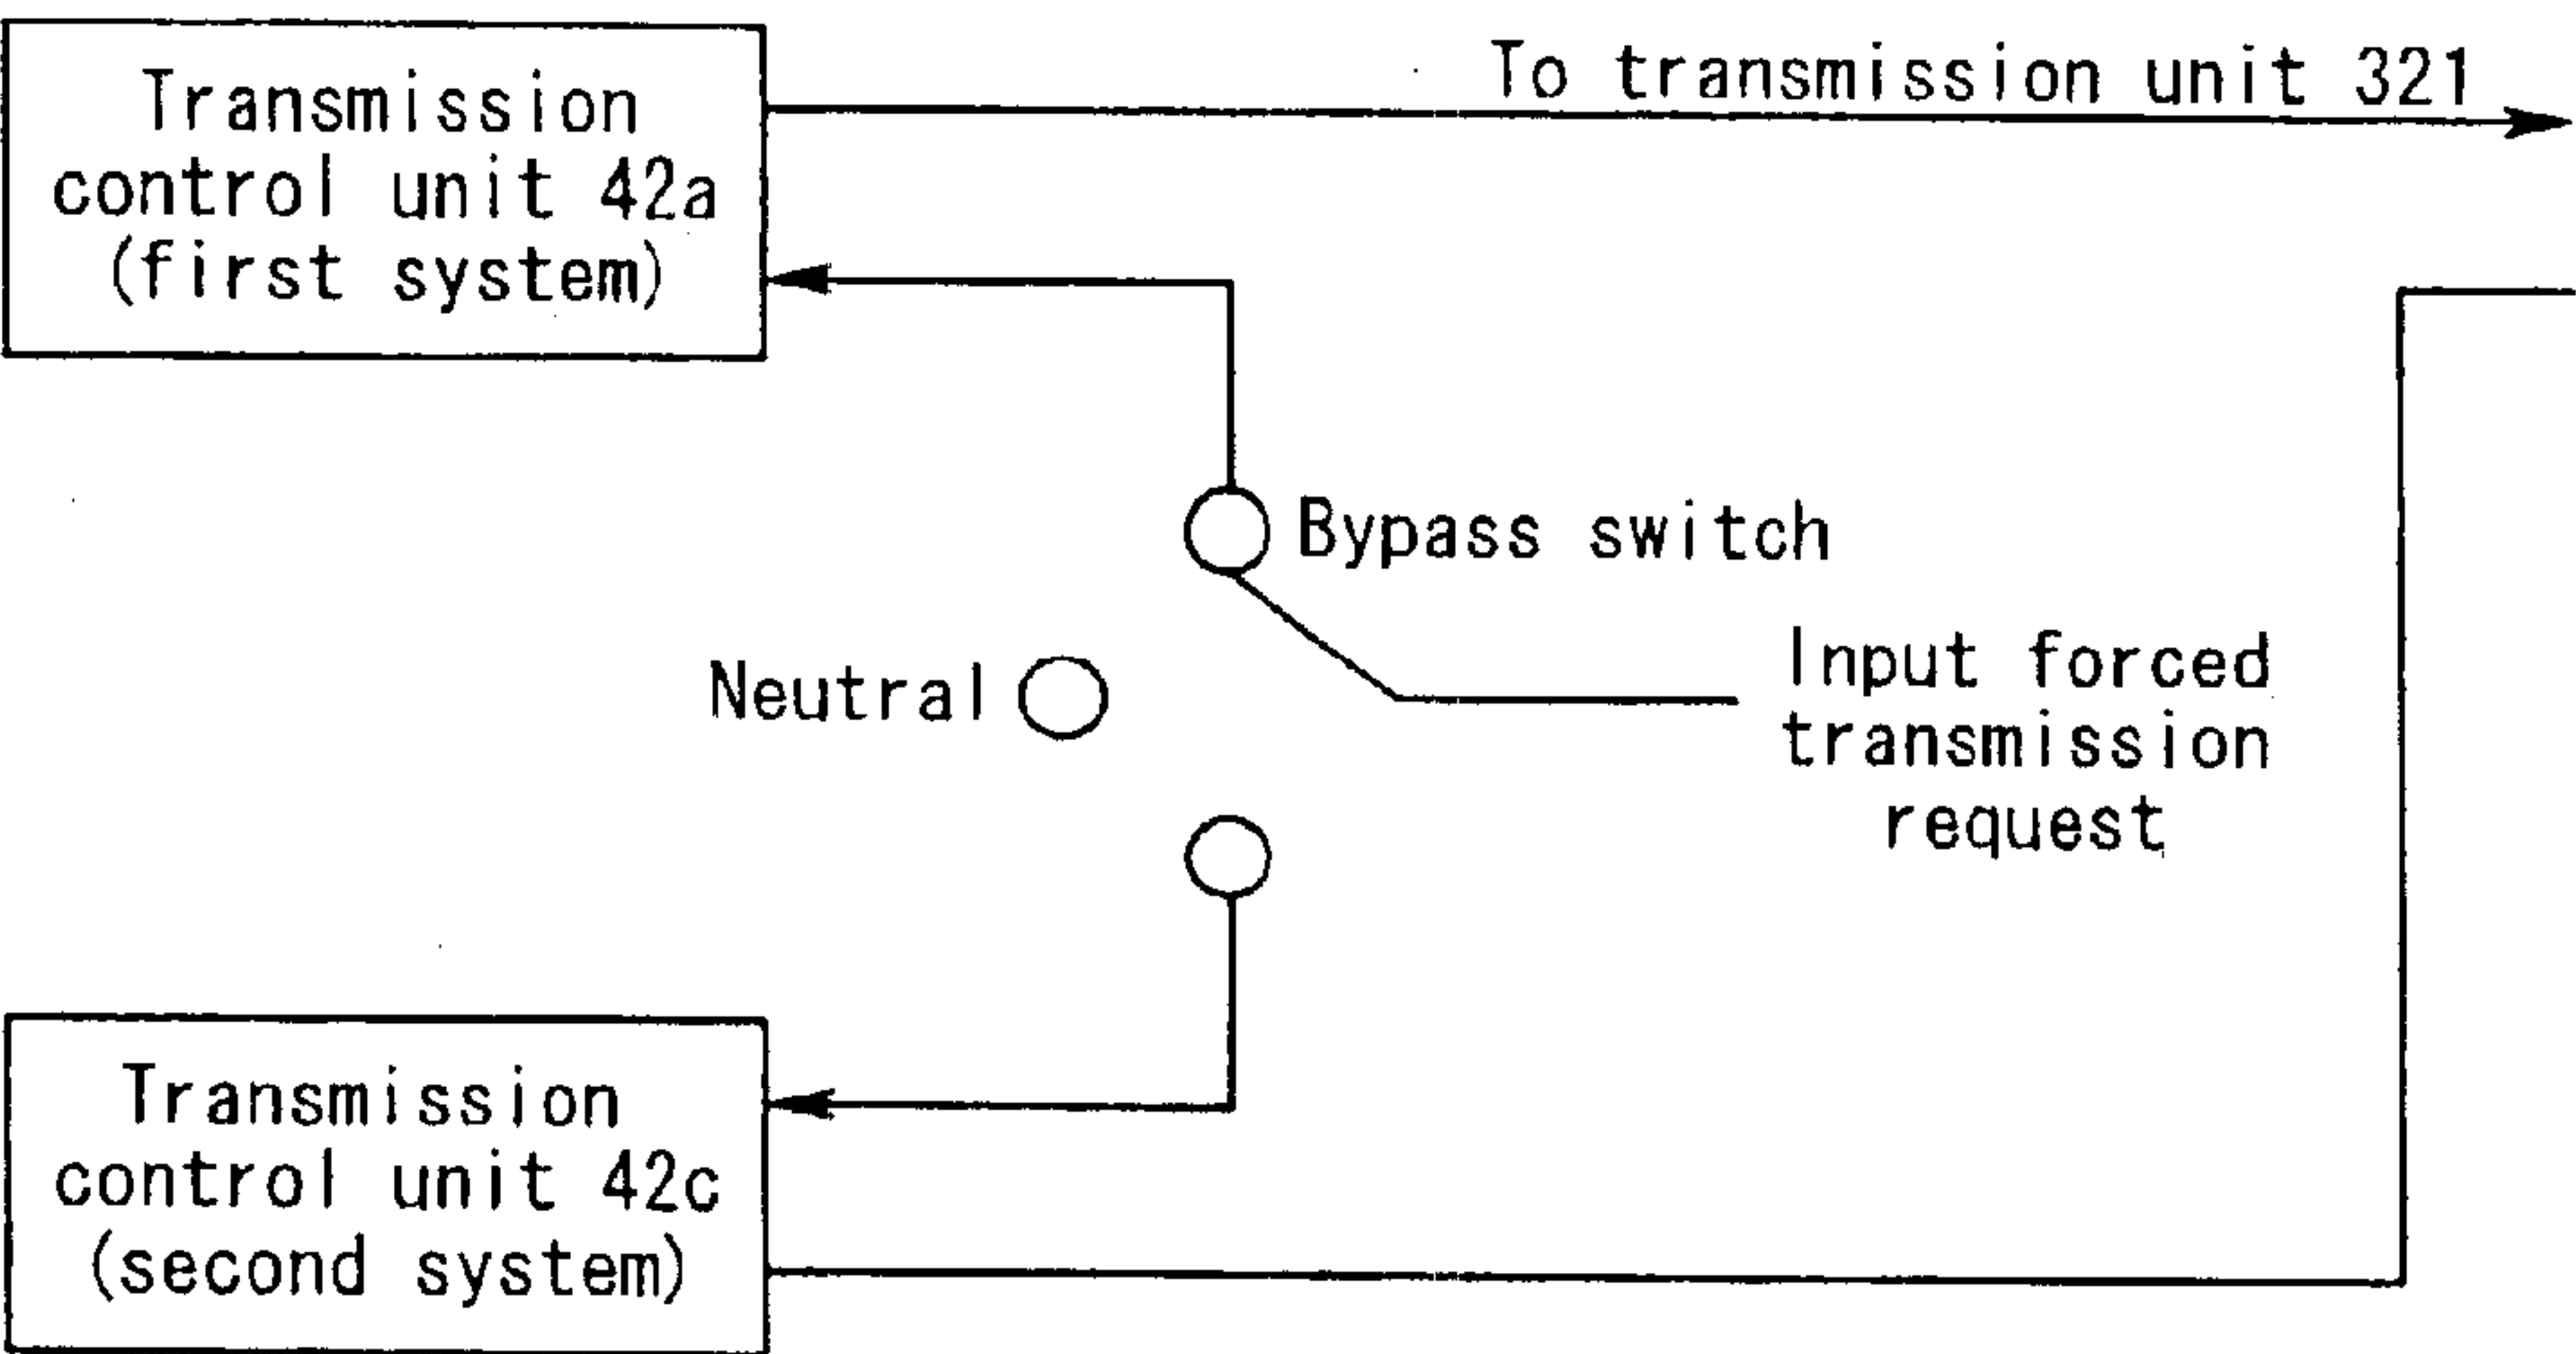 To transmission unit 321
Transmission
control unit 42a
(first system)
Bypass switch
Neutral
Input forced
transmission
request
Transmission
control unit 42c
(second system)